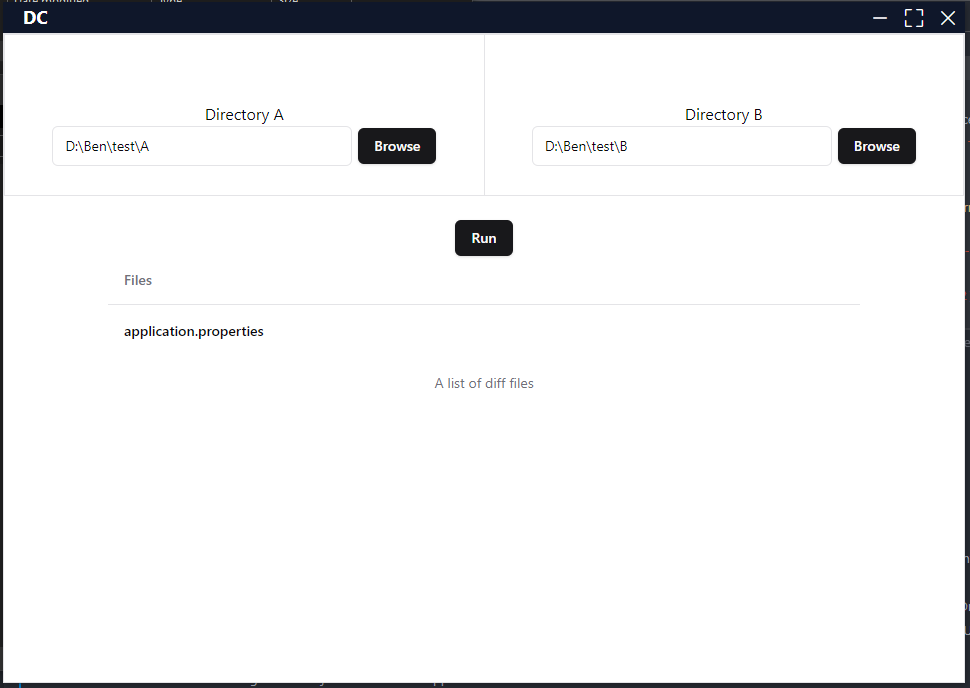 DC
Directory A
D:\Ben\test\A
Browse
Directory B
D:\Ben\test\B
Browse
Run
Files
application.properties
A list of diff files